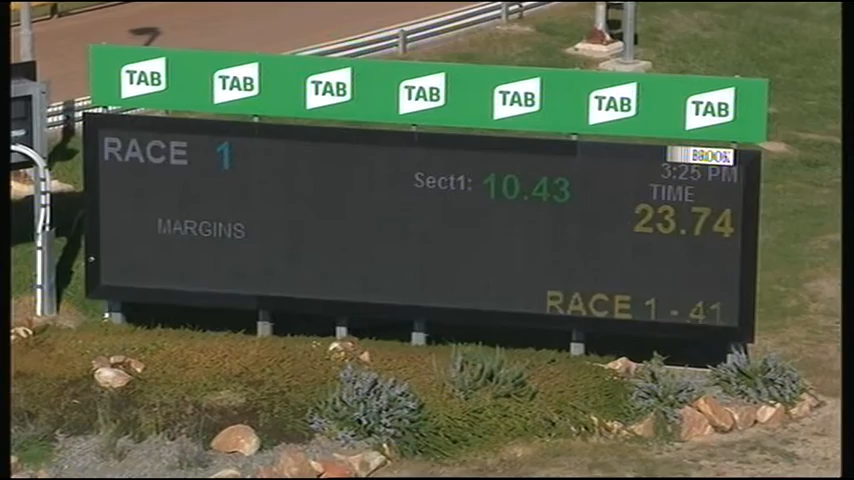 TAB TAB TAB TAB TAB TAB TAB
RACE 1
BROOK
Sect1: 10.43
3:25 PM
TIME
23.74
MARGINS
RACE 1 - 41